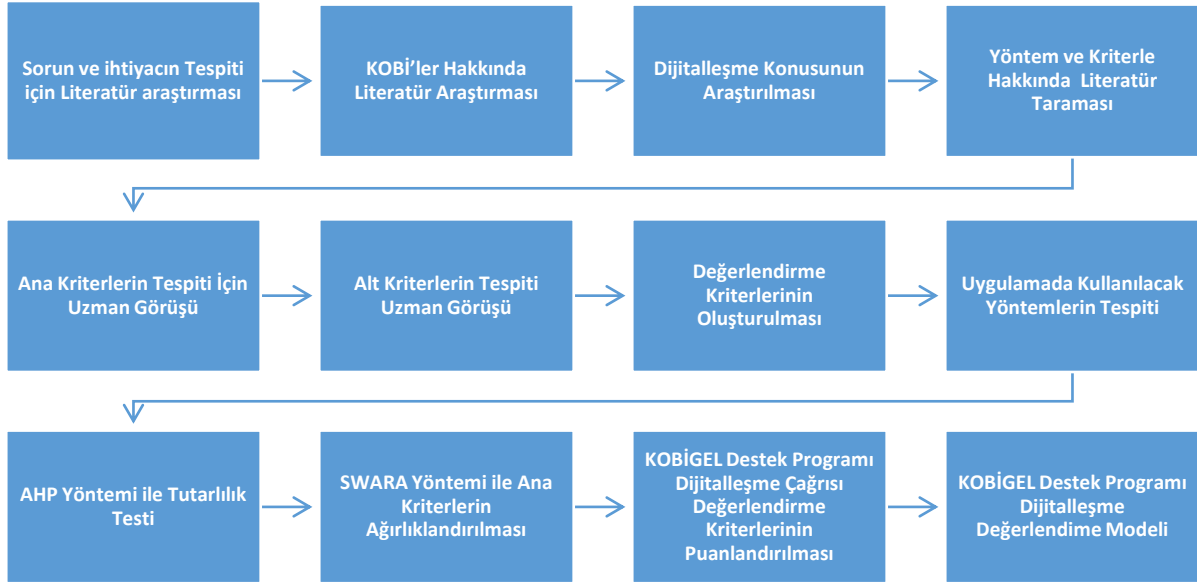 Sorun ve ihtiyacın Tespiti
için Literatür araştırması
KOBİ’ler Hakkında
Literatür Araştırması
Dijitalleşme Konusunun
Araştırılması
Yöntem ve Kriterle
Hakkında Literatür
Taraması
Ana Kriterlerin Tespiti İçin
Uzman Görüşü
Alt Kriterlerin Tespiti
Uzman Görüşü
Değerlendirme
Kriterlerinin
Oluşturulması
Uygulamada Kullanılacak
Yöntemlerin Tespiti
AHP Yöntemi ile Tutarlılık
Testi
SWARA Yöntemi ile Ana
Kriterlerin
Ağırlıklandırılması
KOBİGEL Destek Programı
Dijitalleşme Çağrısı
Değerlendirme
Kriterlerinin
Puanlandırılması
KOBİGEL Destek Programı
Dijitalleşme
Değerlendime Modeli